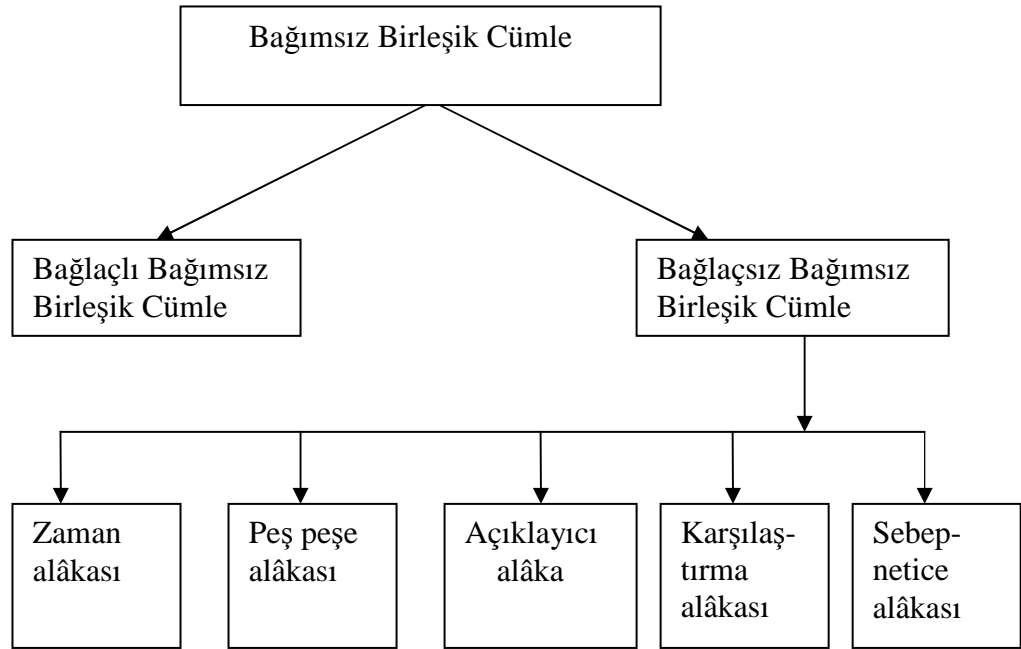 Bağımsız Birleşik Cümle
Bağlaçlı Bağımsız
Birleşik Cümle
Bağlaçsız Bağımsız
Birleşik Cümle
Zaman
alâkası
Peş peşe
alâkası
Açıklayıcı
alâka
Karşılaş-
tırma
alâkası
Sebep-
netice
alâkası